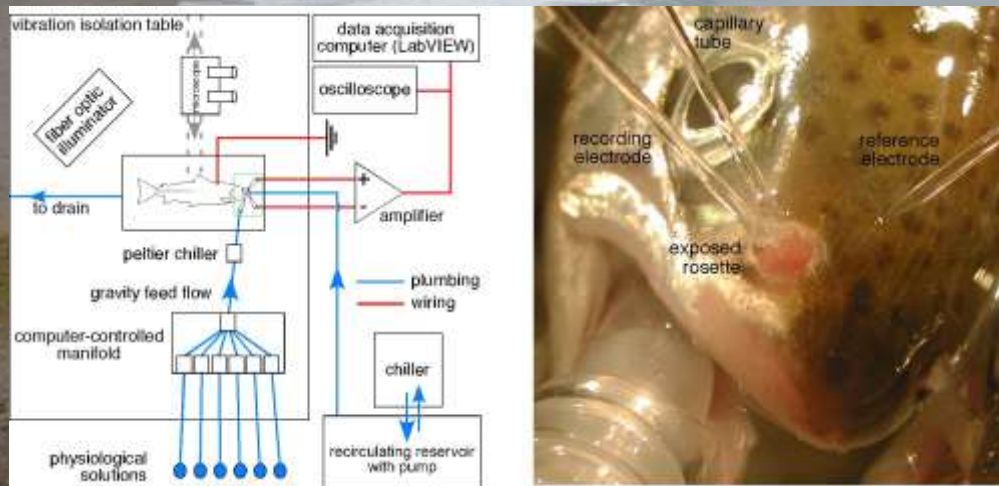 vibration isolation table
microscope
fiber optic
illuminator
to drain
data acquisition
computer (LabVIEW)
oscilloscope
+
-
amplifier
peltier chiller
gravity feed flow
plumbing
wiring
computer-controlled
manifold
chiller
recirculating reservoir
with pump
physiological
solutions
capillary
tube
recording
electrode
reference
electrode
exposed
rosette